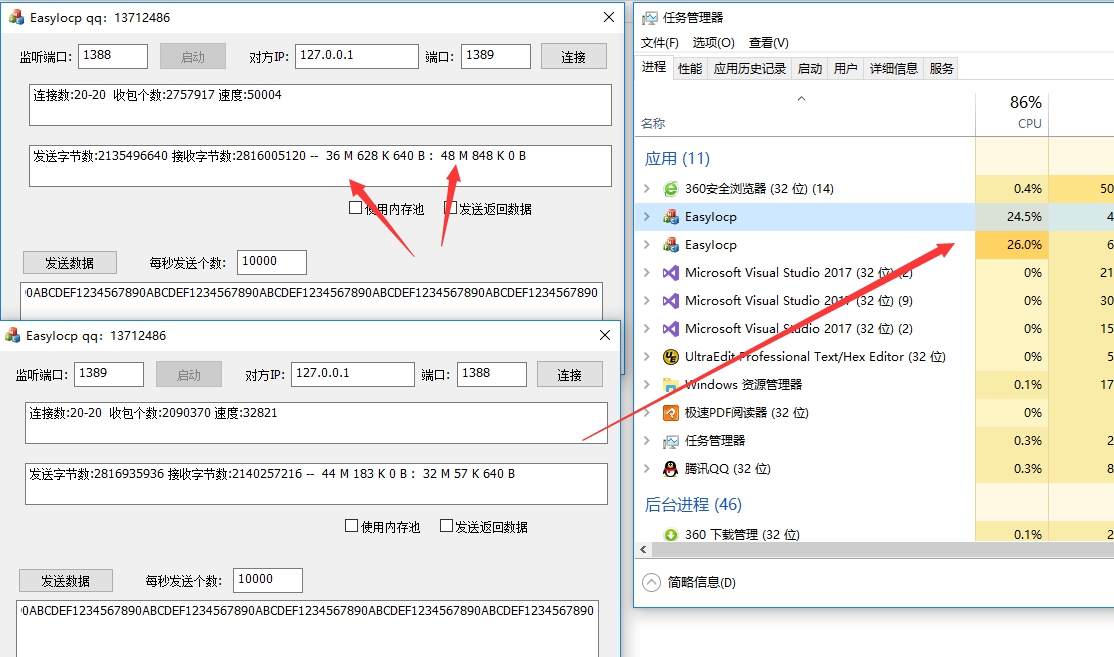 EasyIocp qq：13712486
监听端口: 1388 启动 对方IP: 127.0.0.1 端口: 1389 连接
连接数:20-20 收包个数:2757917 速度:50004
发送字节数:2135496640 接收字节数:2816005120 -- 36 M 628 K 640 B : 48 M 848 K 0 B
使用内存池 发送返回数据
发送数据 每秒发送个数: 10000
0ABCDEF1234567890ABCDEF1234567890ABCDEF1234567890ABCDEF1234567890
EasyIocp qq：13712486
监听端口: 1389 启动 对方IP: 127.0.0.1 端口: 1388 连接
连接数:20-20 收包个数:2090370 速度:32821
发送字节数:2816935936 接收字节数:2140257216 -- 44 M 183 K 0 B : 32 M 57 K 640 B
使用内存池 发送返回数据
发送数据 每秒发送个数: 10000
0ABCDEF1234567890ABCDEF1234567890ABCDEF1234567890ABCDEF1234567890
任务管理器
文件(F) 选项(O) 查看(V)
进程 性能 应用历史记录 启动 用户 详细信息 服务
86%
名称 CPU
应用 (11)
360安全浏览器 (32 位) (14) 0.4% 50
EasyIocp 24.5% 4
EasyIocp 26.0% 6
Microsoft Visual Studio 2017 (32 位) (2) 0% 21
Microsoft Visual Studio 2017 (32 位) (9) 0% 30
Microsoft Visual Studio 2017 (32 位) (2) 0% 15
UltraEdit Professional Text/Hex Editor (32 位) 0% 5
Windows 资源管理器 0.1% 17
极速PDF阅读器 (32 位) 0%
任务管理器 0.3% 2
腾讯QQ (32 位) 0.3% 8
后台进程 (46)
360 下载管理 (32 位) 0.1% 2
简略信息(D)